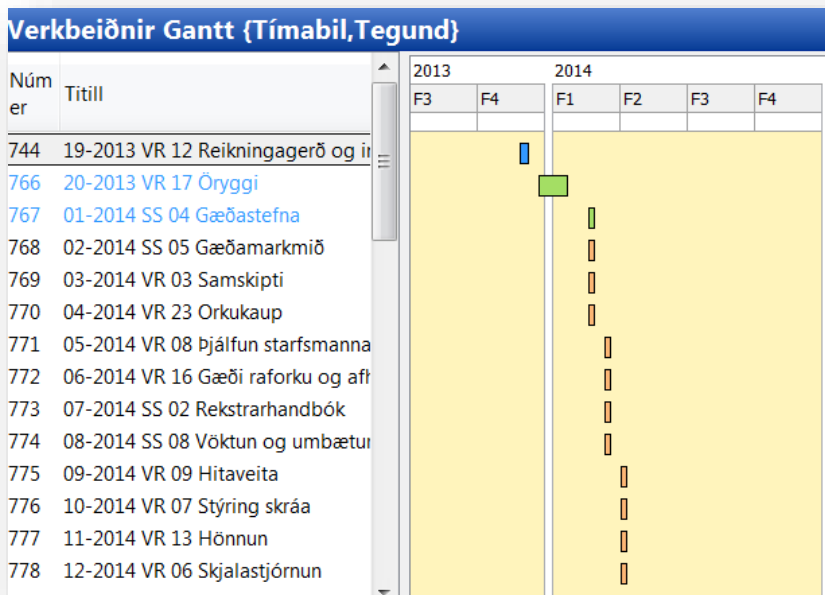 Verkbeiðnir Gantt {Tímabil,Tegund}
Núm
er
Titill
2013 2014
F3 F4 F1 F2 F3 F4
744 19-2013 VR 12 Reikningagerð og i
766 20-2013 VR 17 Öryggi
767 01-2014 SS 04 Gæðastefna
768 02-2014 SS 05 Gæðamarkmið
769 03-2014 VR 03 Samskipti
770 04-2014 VR 23 Orkukaup
771 05-2014 VR 08 Þjálfun starfsmanna
772 06-2014 VR 16 Gæði raforku og afh
773 07-2014 SS 02 Rekstrarhandbók
774 08-2014 SS 08 Vöktun og umbætur
775 09-2014 VR 09 Hitaveita
776 10-2014 VR 07 Stýring skráa
777 11-2014 VR 13 Hönnun
778 12-2014 VR 06 Skjalastjórnun